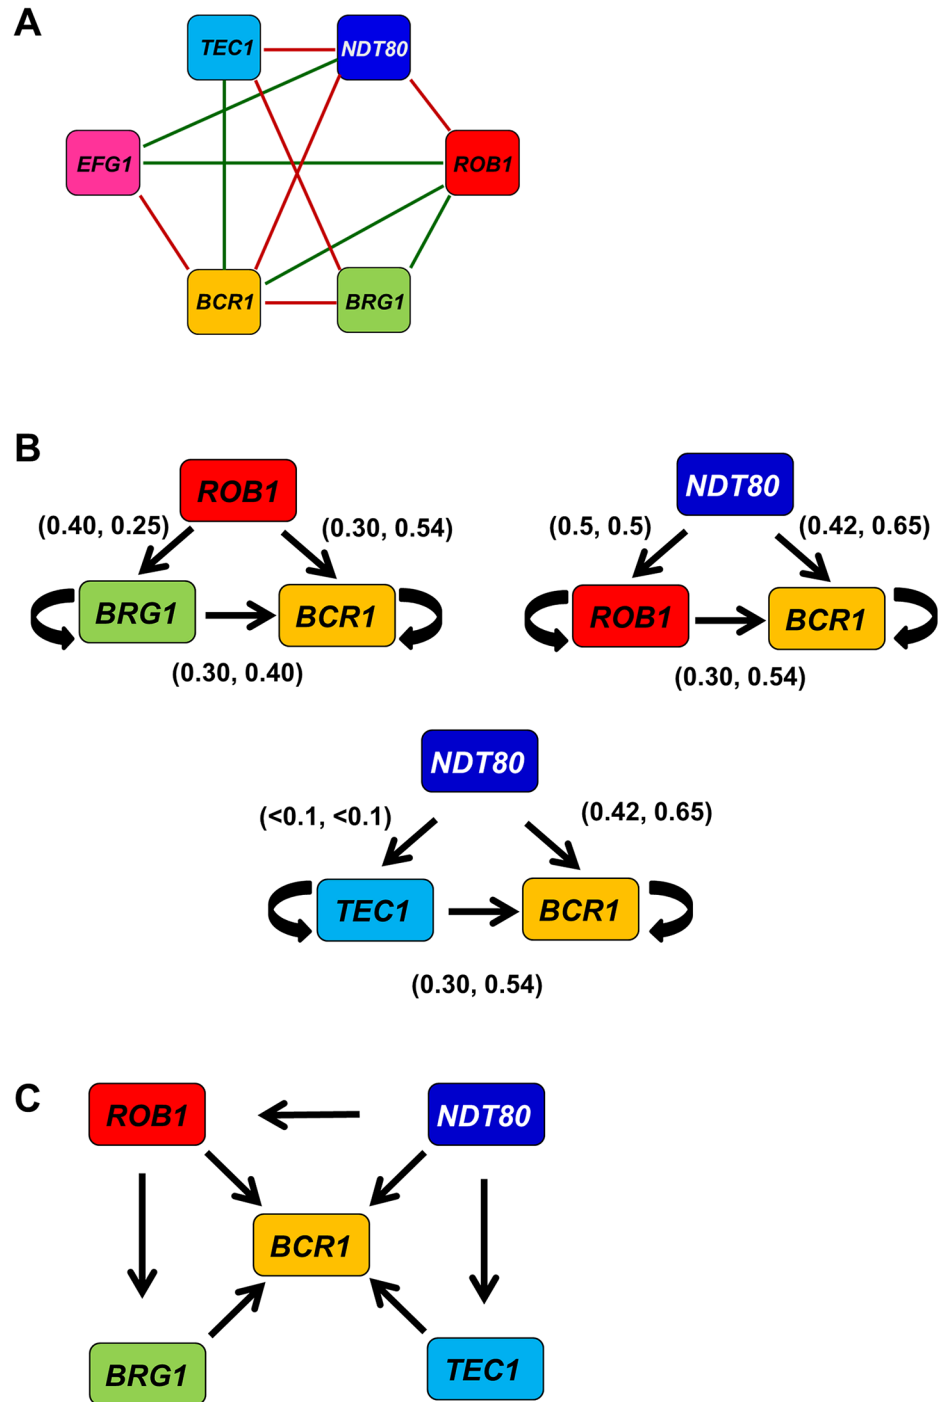 A
TEC1 NDT80
EFG1 ROB1
BCR1 BRG1
B
ROB1
(0.40, 0.25) (0.30, 0.54)
BRG1 BCR1
(0.30, 0.40)
NDT80
(0.5, 0.5) (0.42, 0.65)
ROB1 BCR1
(0.30, 0.54)
NDT80
(<0.1, <0.1) (0.42, 0.65)
TEC1 BCR1
(0.30, 0.54)
C
ROB1 NDT80
BCR1
BRG1 TEC1